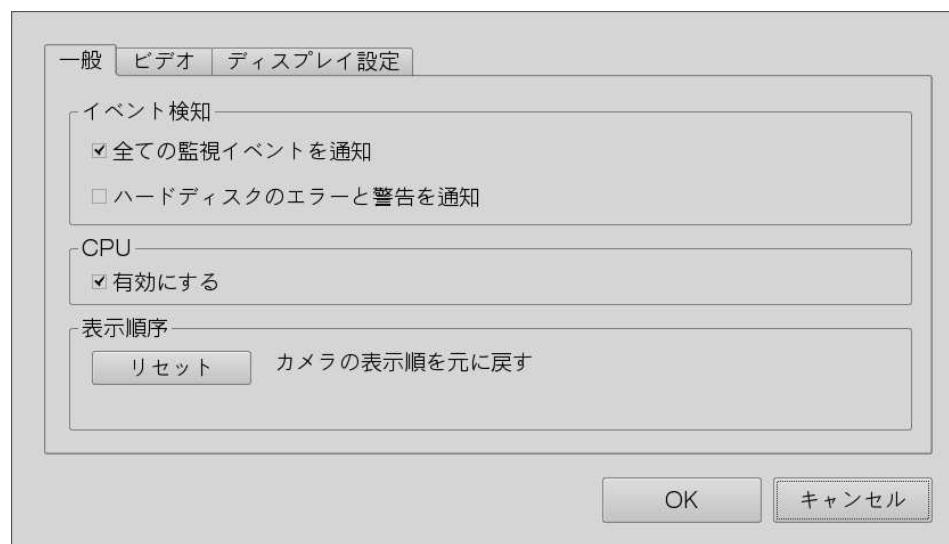 一般 ビデオ ディスプレイ設定
イベント検知
全ての監視イベントを通知
ハードディスクのエラーと警告を通知
CPU
有効にする
表示順序
リセット カメラの表示順を元に戻す
OK キャンセル